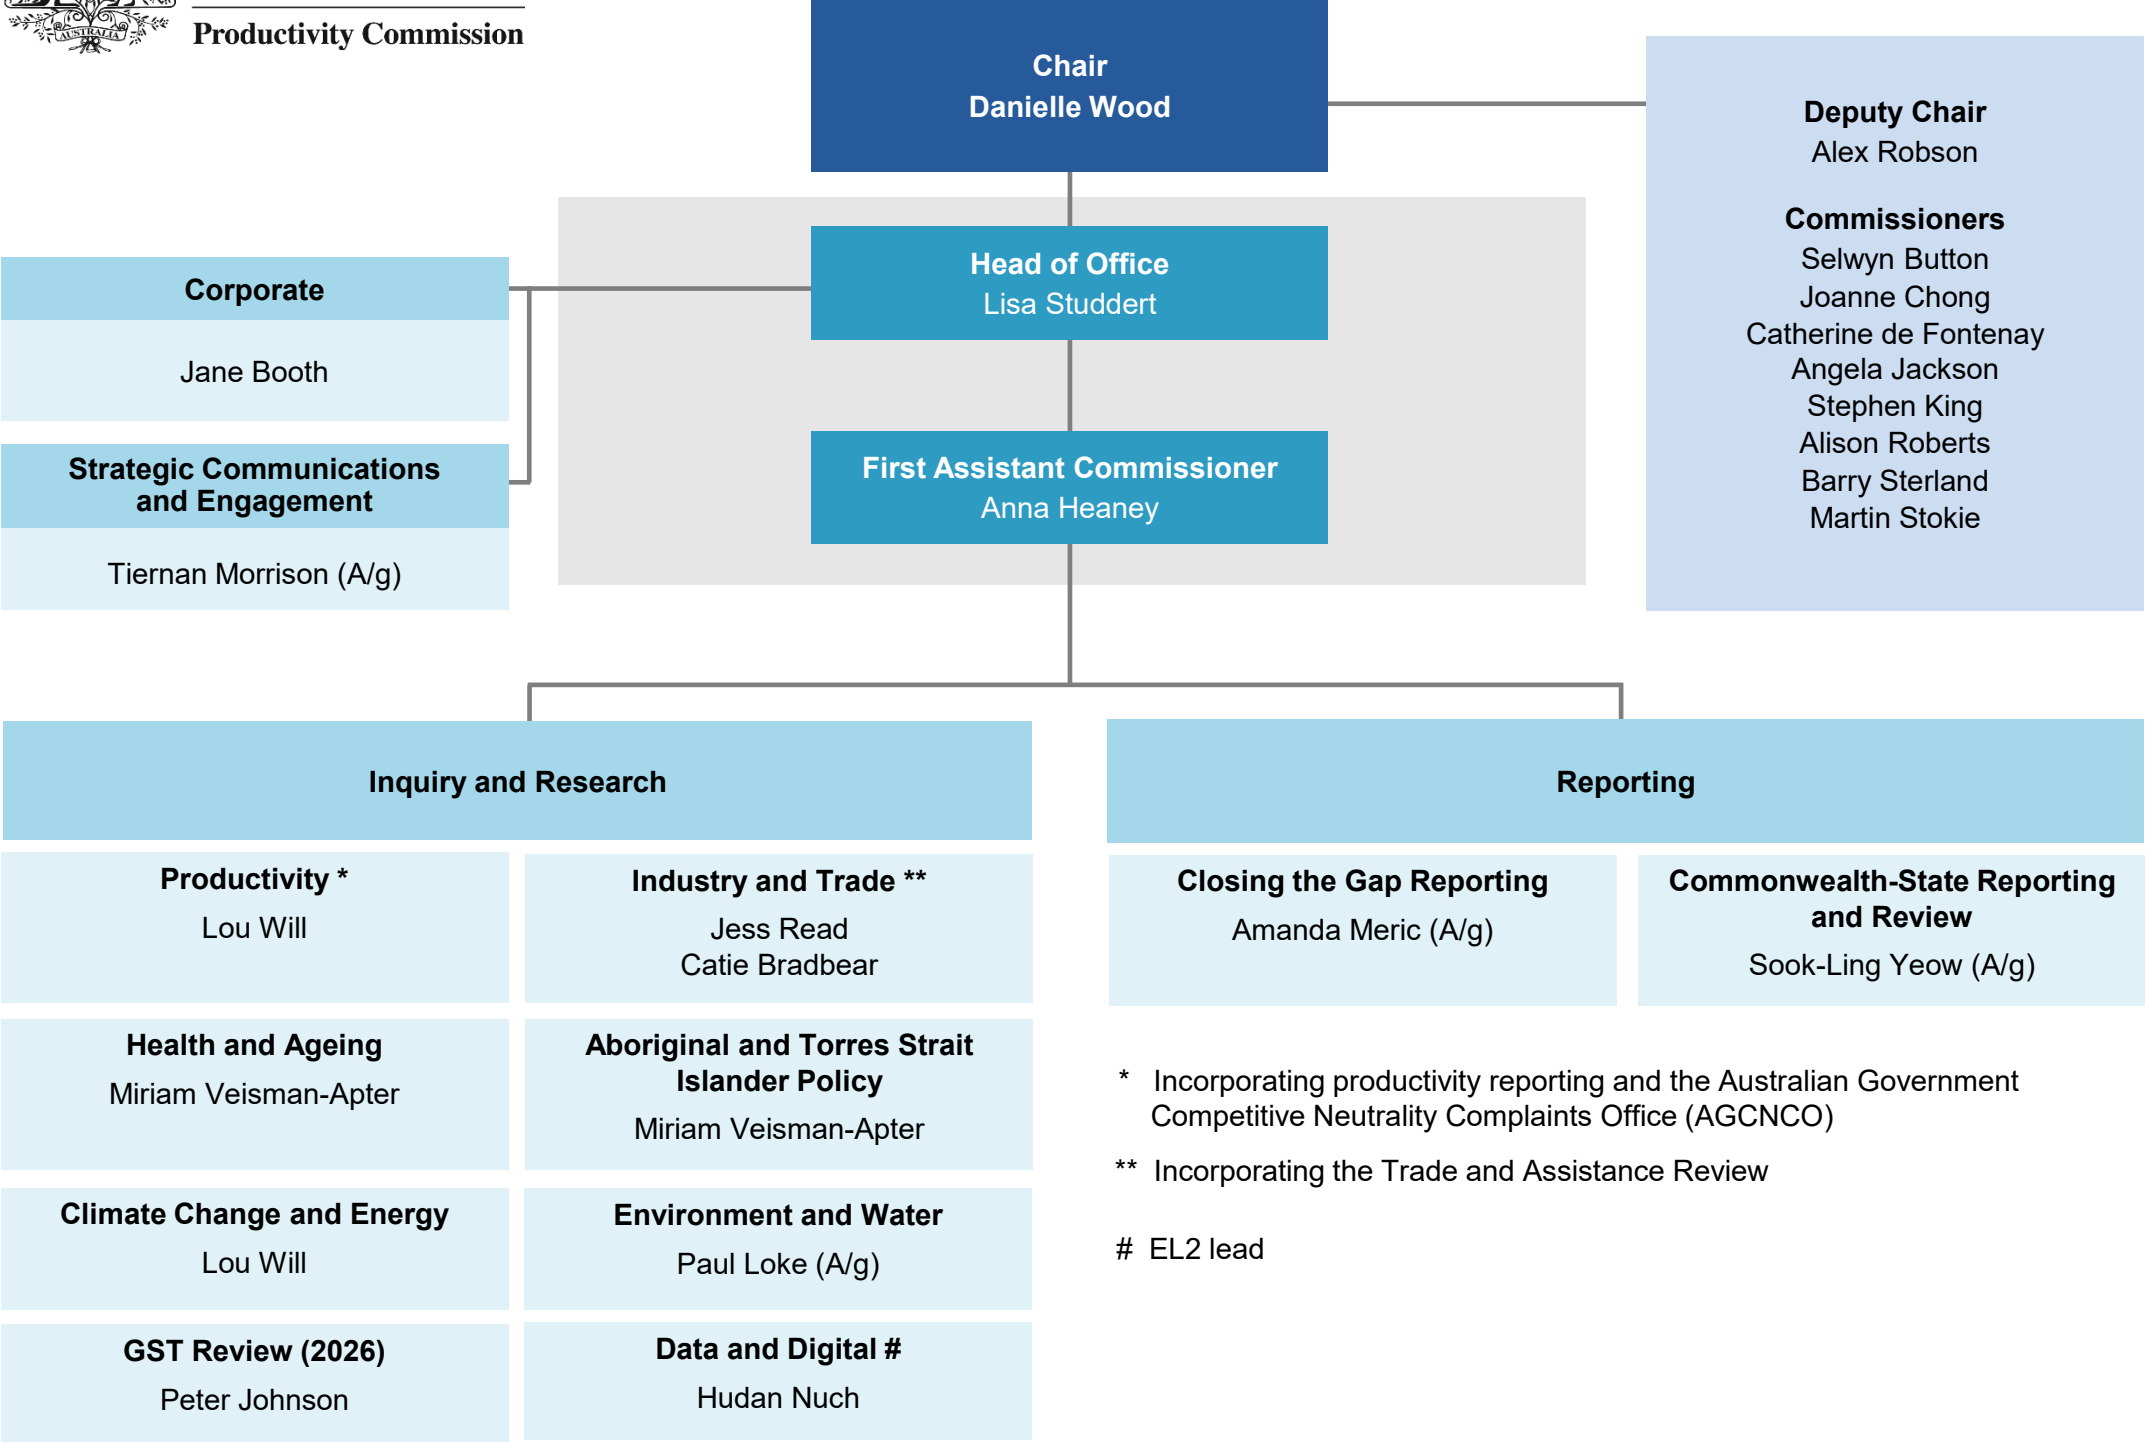 AUSTRALIA
Productivity Commission
Chair
Danielle Wood
Deputy Chair
Alex Robson
Commissioners
Selwyn Button
Joanne Chong
Catherine de Fontenay
Angela Jackson
Stephen King
Alison Roberts
Barry Sterland
Martin Stokie
Head of Office
Lisa Studdert
Corporate
Jane Booth
Strategic Communications
and Engagement
Tiernan Morrison (A/g)
First Assistant Commissioner
Anna Heaney
Inquiry and Research
Productivity *
Lou Will
Industry and Trade **
Jess Read
Catie Bradbear
Health and Ageing
Miriam Veisman-Apter
Aboriginal and Torres Strait
Islander Policy
Miriam Veisman-Apter
Climate Change and Energy
Lou Will
Environment and Water
Paul Loke (A/g)
GST Review (2026)
Peter Johnson
Data and Digital #
Hudan Nuch
Reporting
Closing the Gap Reporting
Amanda Meric (A/g)
Commonwealth-State Reporting
and Review
Sook-Ling Yeow (A/g)
* Incorporating productivity reporting and the Australian Government
Competitive Neutrality Complaints Office (AGCNCO)
** Incorporating the Trade and Assistance Review
# EL2 lead